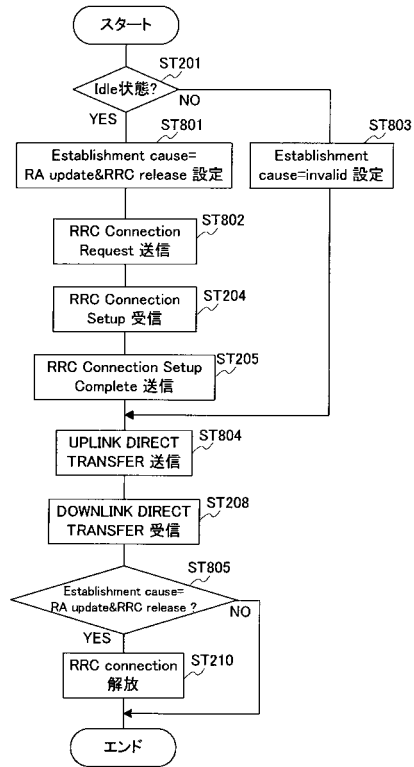 スタート
ST201
Idle状態?
YES
NO
ST801
Establishment cause=
RA update&RRC release 設定
ST803
Establishment
cause=invalid 設定
ST802
RRC Connection
Request 送信
ST204
RRC Connection
Setup 受信
ST205
RRC Connection Setup
Complete 送信
ST804
UPLINK DIRECT
TRANSFER 送信
ST208
DOWNLINK DIRECT
TRANSFER 受信
ST805
Establishment cause=
RA update&RRC release ?
YES
NO
ST210
RRC connection
解放
エンド